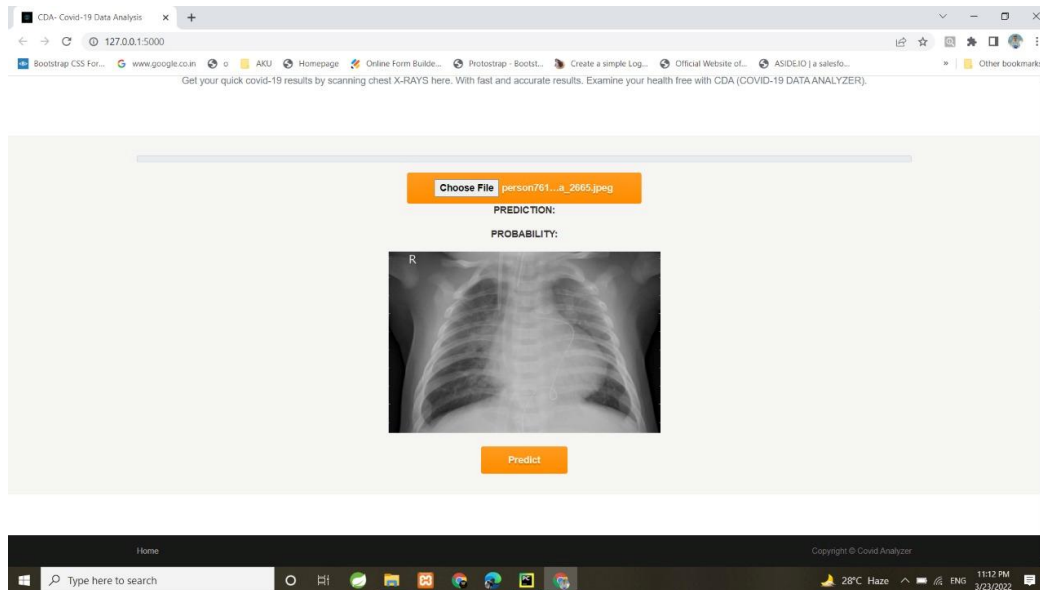 CDA- Covid-19 Data Analysis
127.0.0.1:5000
Bootstrap CSS For... www.google.co.in o AKU Homepage Online Form Builde... Protostrap - Bootst... Create a simple Log... Official Website of... ASIDE.IO | a salesfo... » Other bookmarks
Get your quick covid-19 results by scanning chest X-RAYS here. With fast and accurate results. Examine your health free with CDA (COVID-19 DATA ANALYZER).
Choose File person761...a_2665.jpeg
PREDICTION:
PROBABILITY:
R
Predict
Home Copyright © Covid Analyzer
Type here to search 28°C Haze ENG 11:12 PM
3/23/2022